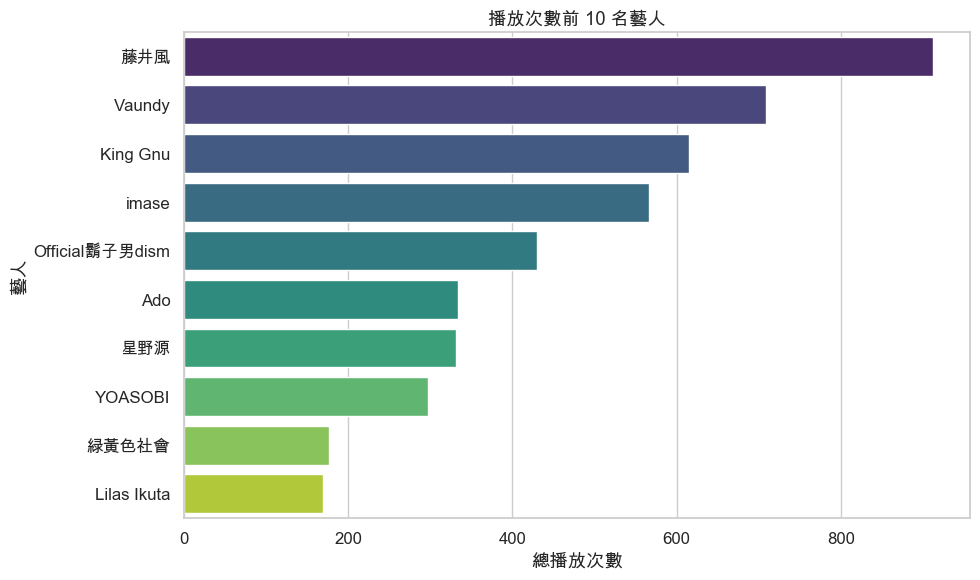 播放次數前 10 名藝人
藝人
藤井風
Vaundy
King Gnu
imase
Official鬍子男dism
Ado
星野源
YOASOBI
緑黃色社會
Lilas Ikuta
0 200 400 600 800
總播放次數